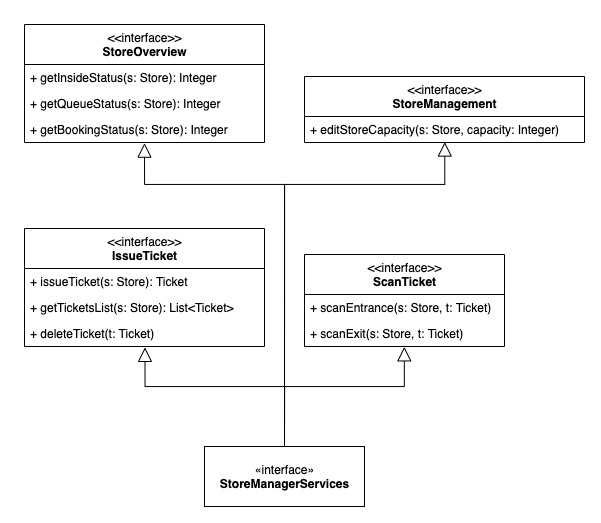 <<interface>>
StoreOverview
+ getInsideStatus(s: Store): Integer
+ getQueueStatus(s: Store): Integer
+ getBookingStatus(s: Store): Integer
<<interface>>
StoreManagement
+ editStoreCapacity(s: Store, capacity: Integer)
<<interface>>
IssueTicket
+ issueTicket(s: Store): Ticket
+ getTicketsList(s: Store): List<Ticket>
+ deleteTicket(t: Ticket)
<<interface>>
ScanTicket
+ scanEntrance(s: Store, t: Ticket)
+ scanExit(s: Store, t: Ticket)
«interface»
StoreManagerServices